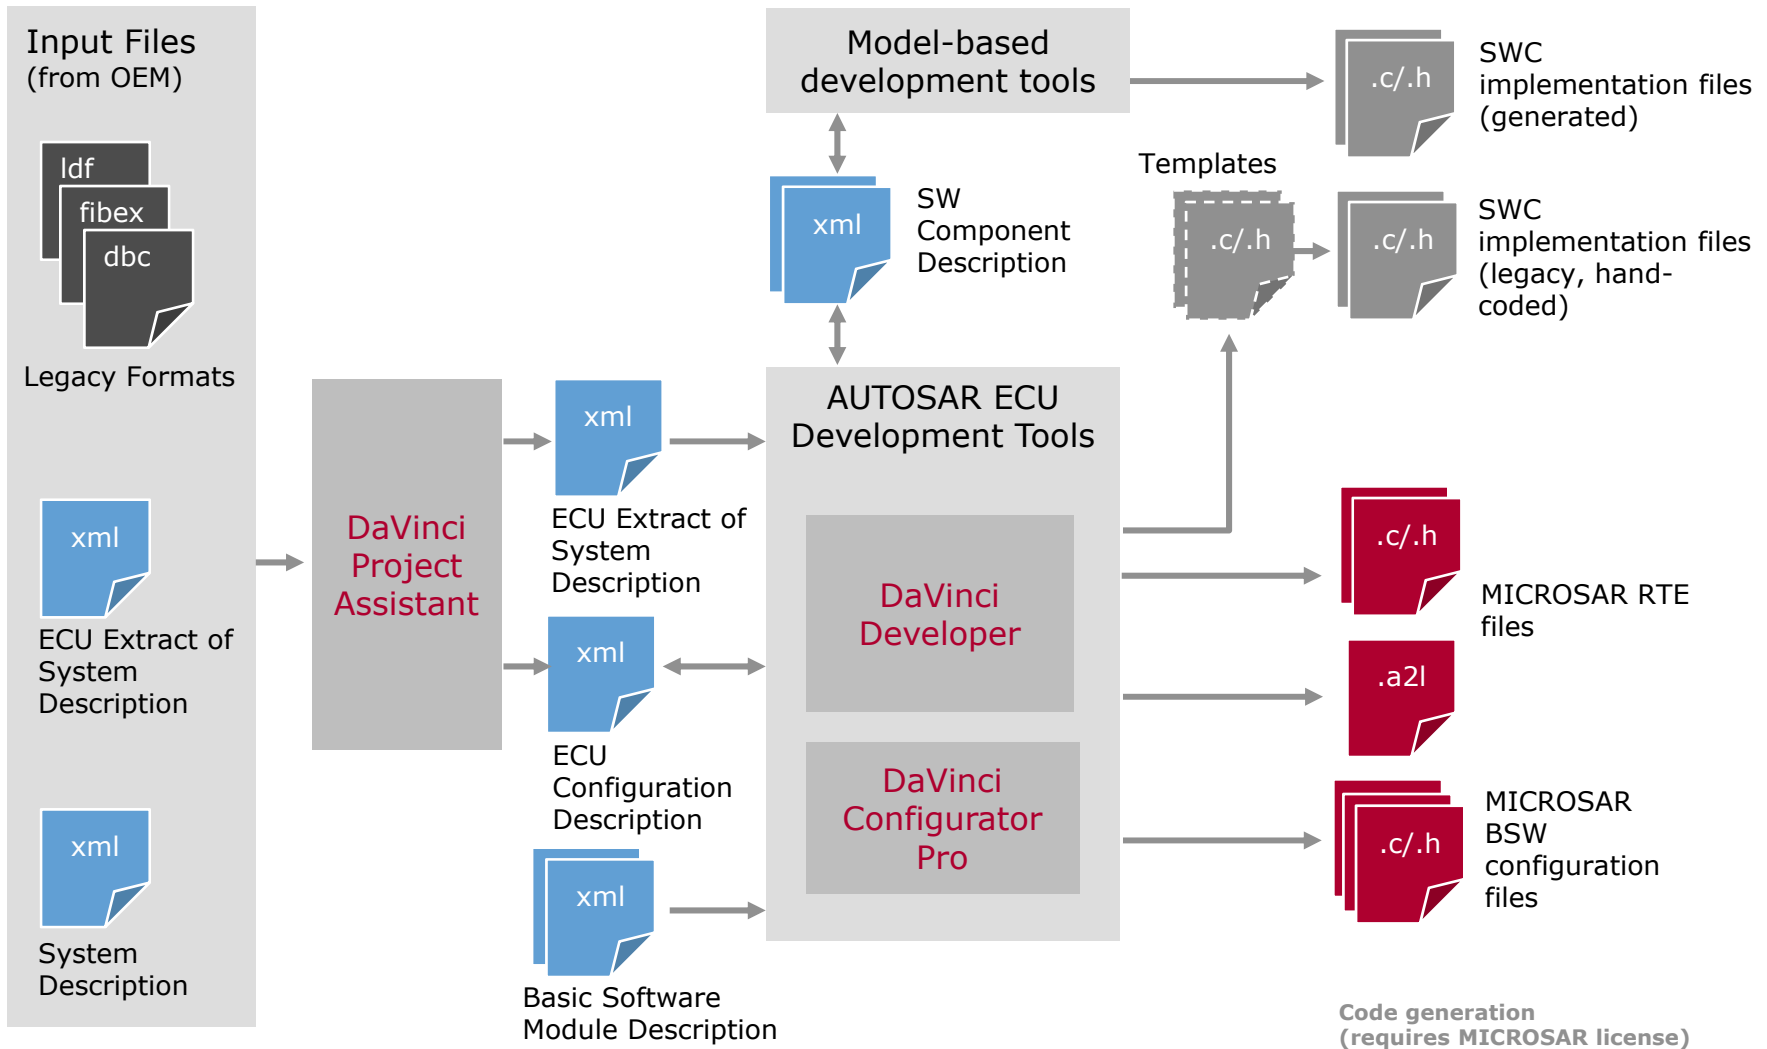 Input Files
(from OEM)
ldf
fibex
dbc
Legacy Formats
xml
ECU Extract of
System
Description
xml
System
Description
DaVinci
Project
Assistant
xml
ECU Extract of
System
Description
xml
ECU
Configuration
Description
xml
Basic Software
Module Description
Model-based
development tools
xml
SW
Component
Description
AUTOSAR ECU
Development Tools
DaVinci
Developer
DaVinci
Configurator
Pro
.c/.h
SWC
implementation files
(generated)
Templates
.c/.h
.c/.h
SWC
implementation files
(legacy, hand-
coded)
.c/.h
MICROSAR RTE
files
.a2l
.c/.h
MICROSAR
BSW
configuration
files
Code generation
(requires MICROSAR license)